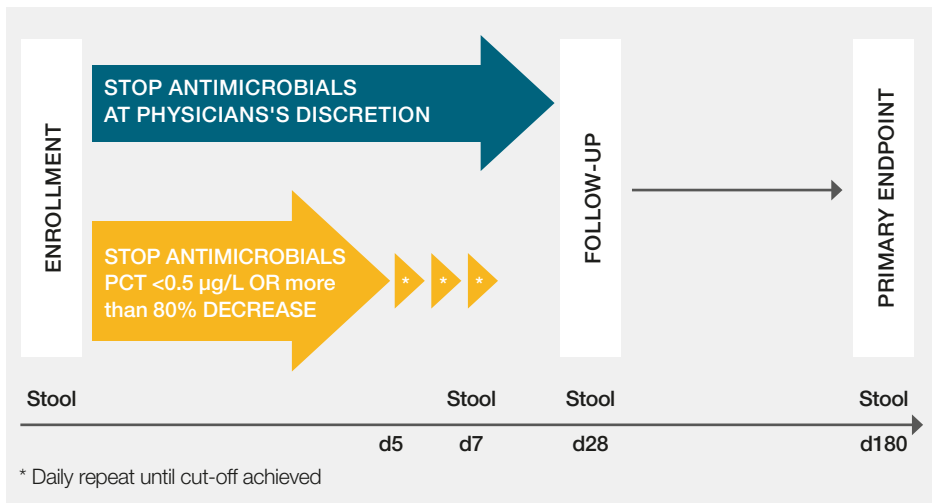 ENROLLMENT
STOP ANTIMICROBIALS
AT PHYSICIANS'S DISCRETION
STOP ANTIMICROBIALS
PCT <0.5 µg/L OR more
than 80% DECREASE
* * *
FOLLOW-UP
PRIMARY ENDPOINT
Stool Stool Stool Stool
d5 d7 d28 d180
* Daily repeat until cut-off achieved